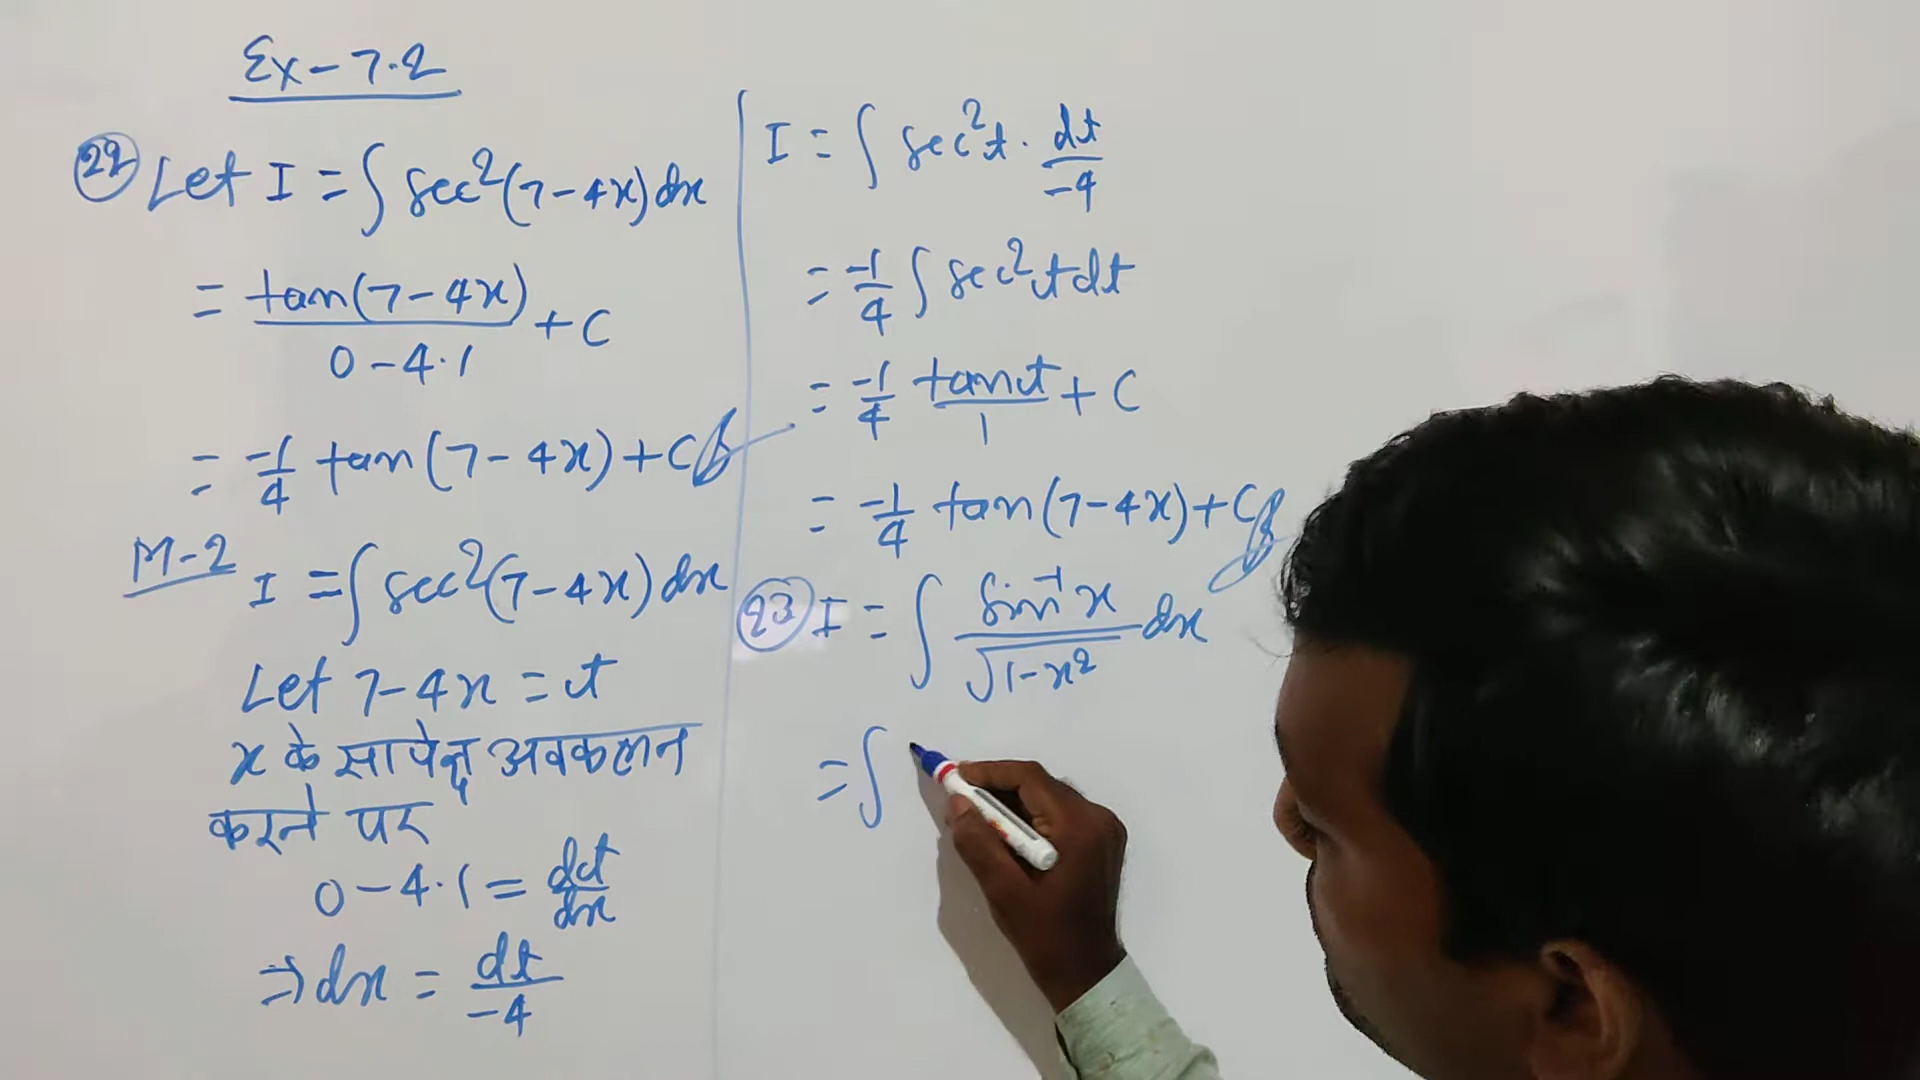 Ex-7.2
22 Let I = ∫ sec²(7-4x)dx
= tan(7-4x)/0-4·1 + C
= -1/4 tan(7-4x)+C
M-2 I = ∫sec²(7-4x)dx
Let 7-4x = t
x के सापेक्ष अवकलन
करने पर
0-4·1 = dt/dx
⇒ dx = dt/-4
I = ∫ sec²t · dt/-4
= -1/4 ∫ sec²t dt
= -1/4 tant/1 + C
= -1/4 tan(7-4x)+C
23 I = ∫ sin⁻¹x/√1-x² dx
= ∫